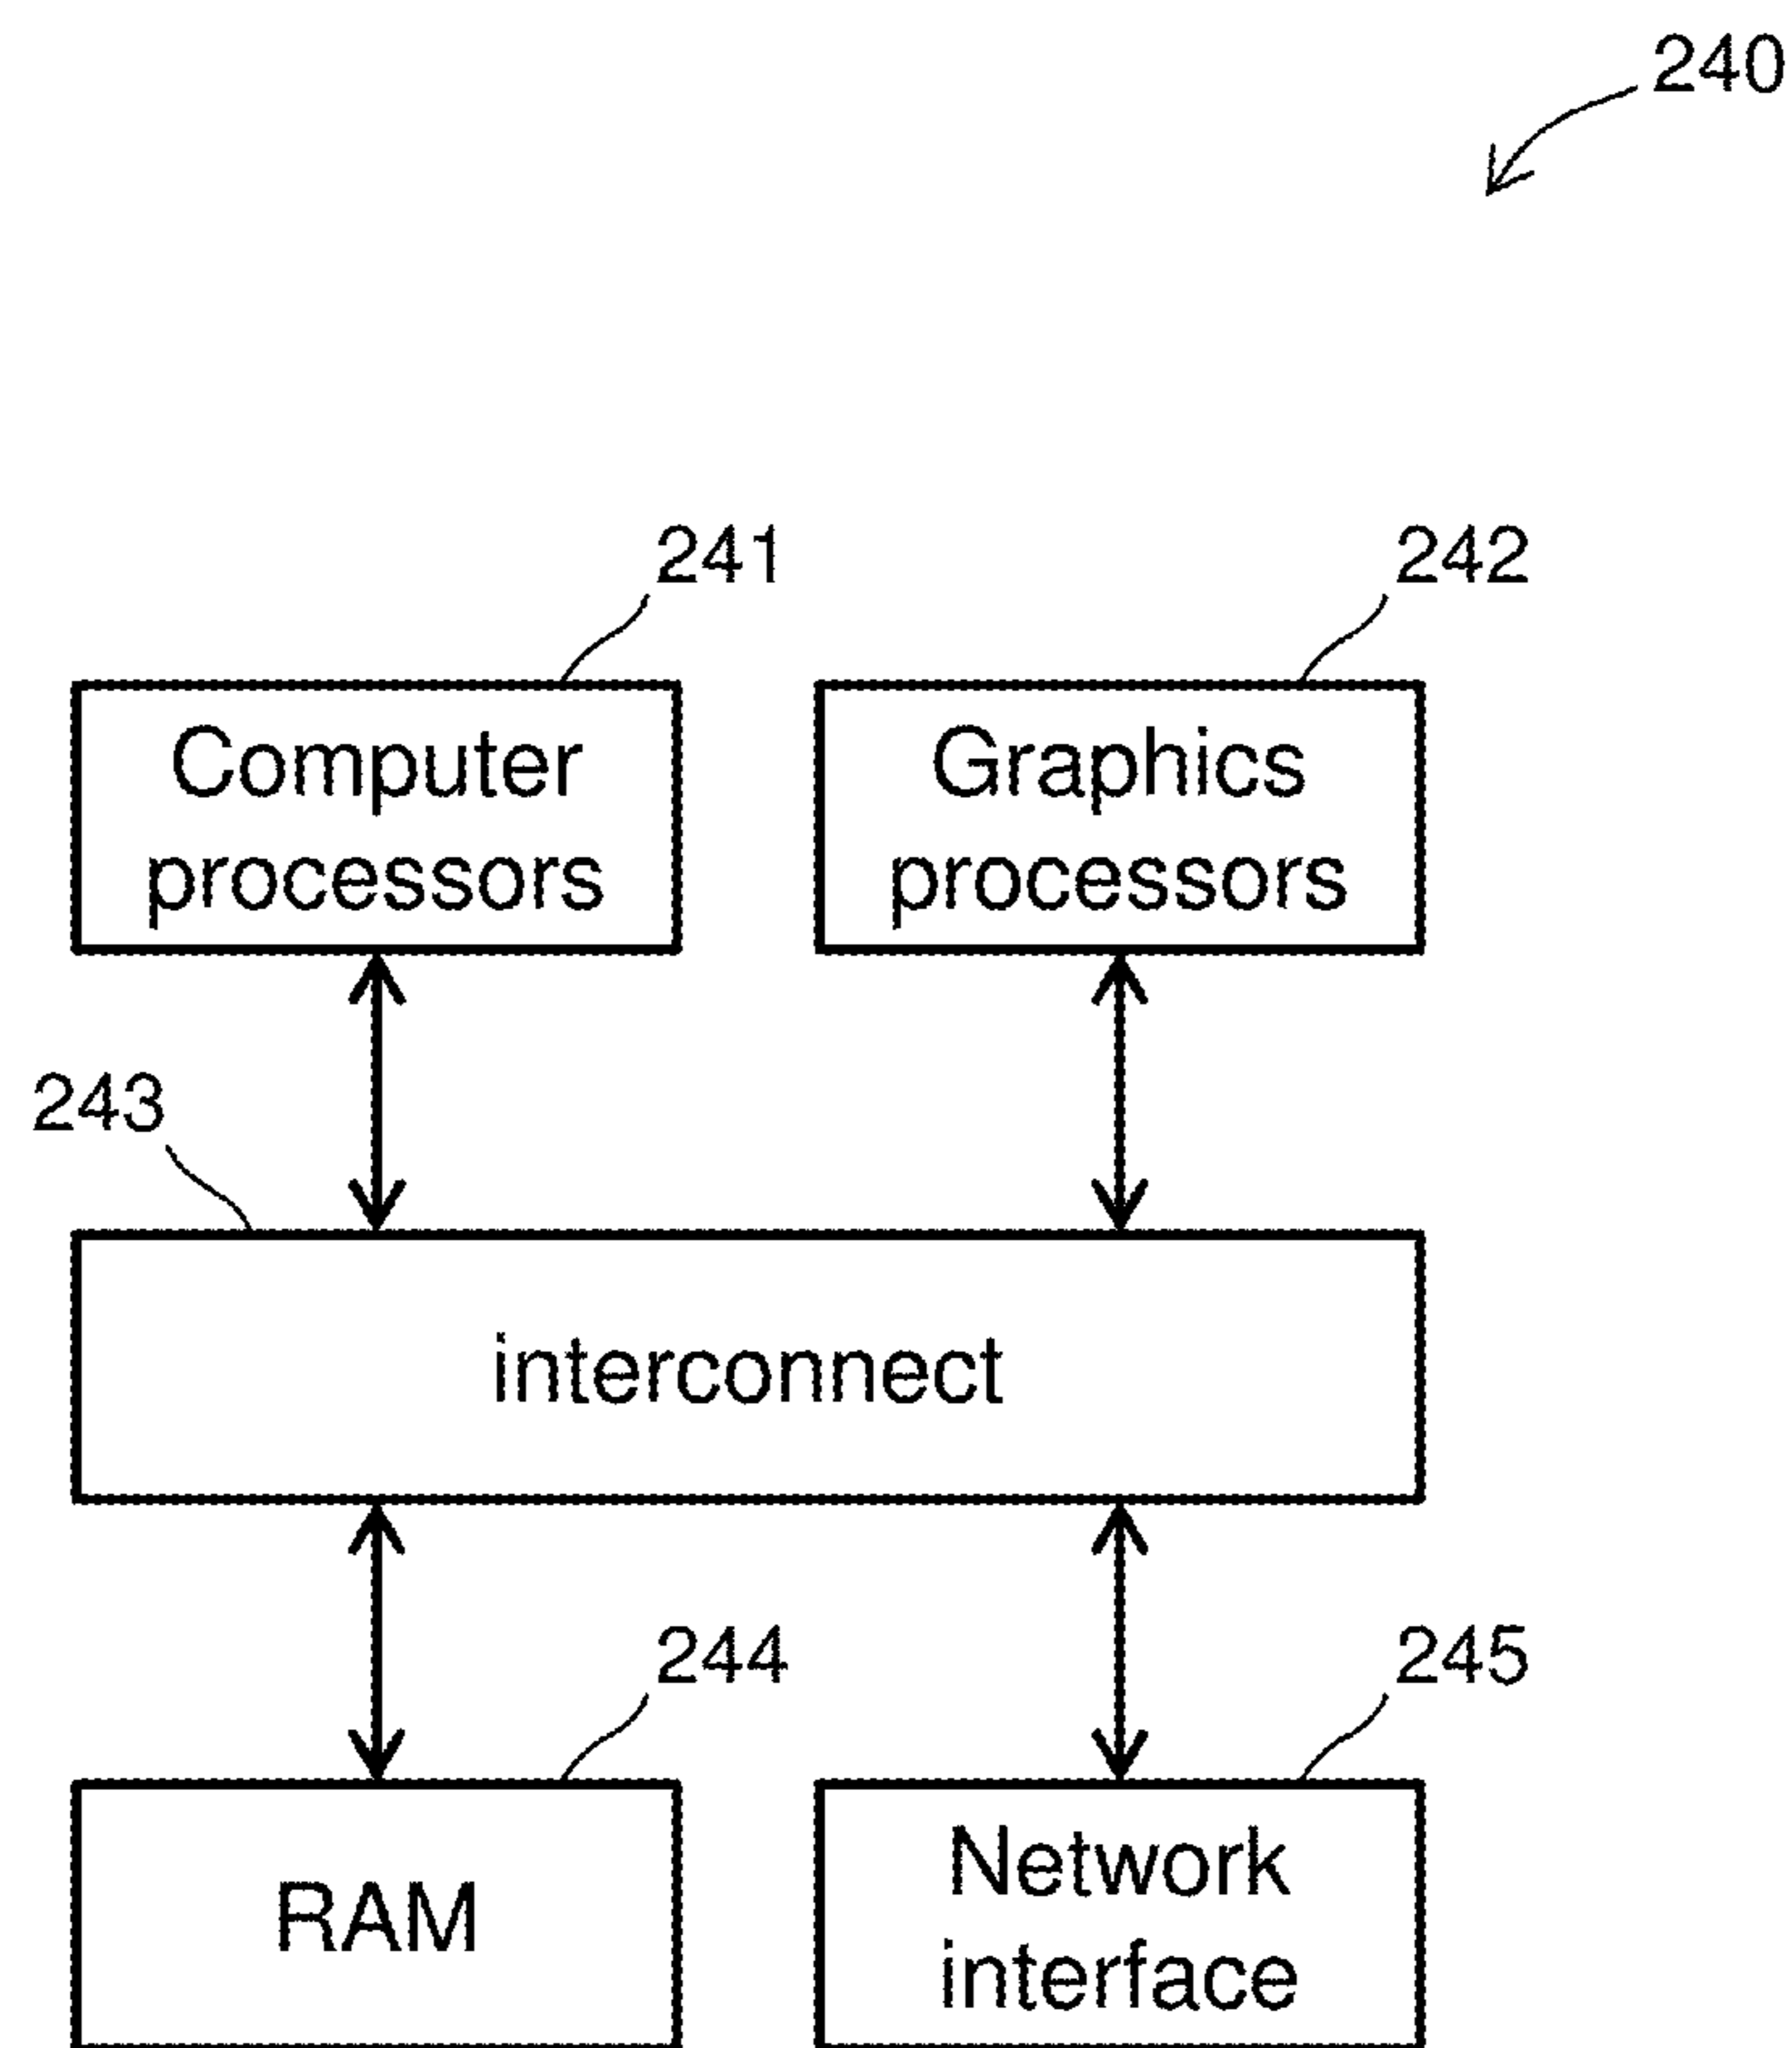 240
241
242
Computer
processors
Graphics
processors
243
interconnect
244
245
RAM
Network
interface